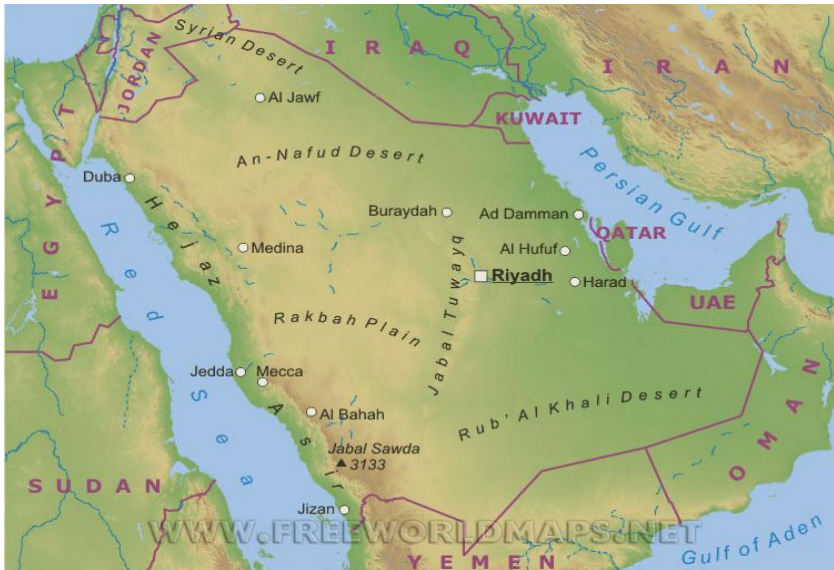 Syrian Desert
IRAQ
IRAN
JORDAN
Al Jawf
EGYPT
KUWAIT
An-Nafud Desert
Persian Gulf
Duba
Hejaz
Buraydah
Ad Damman
QATAR
Red Sea
Medina
Al Hufuf
Jabal Tuwayq
Riyadh
Harad
UAE
Rakbah Plain
Jedda
Mecca
Asir
Al Bahah
Rub' Al Khali Desert
OMAN
Jabal Sawda
3133
SUDAN
Jizan
WWW.FREEWORLDMAPS.NET
YEMEN
Gulf of Aden